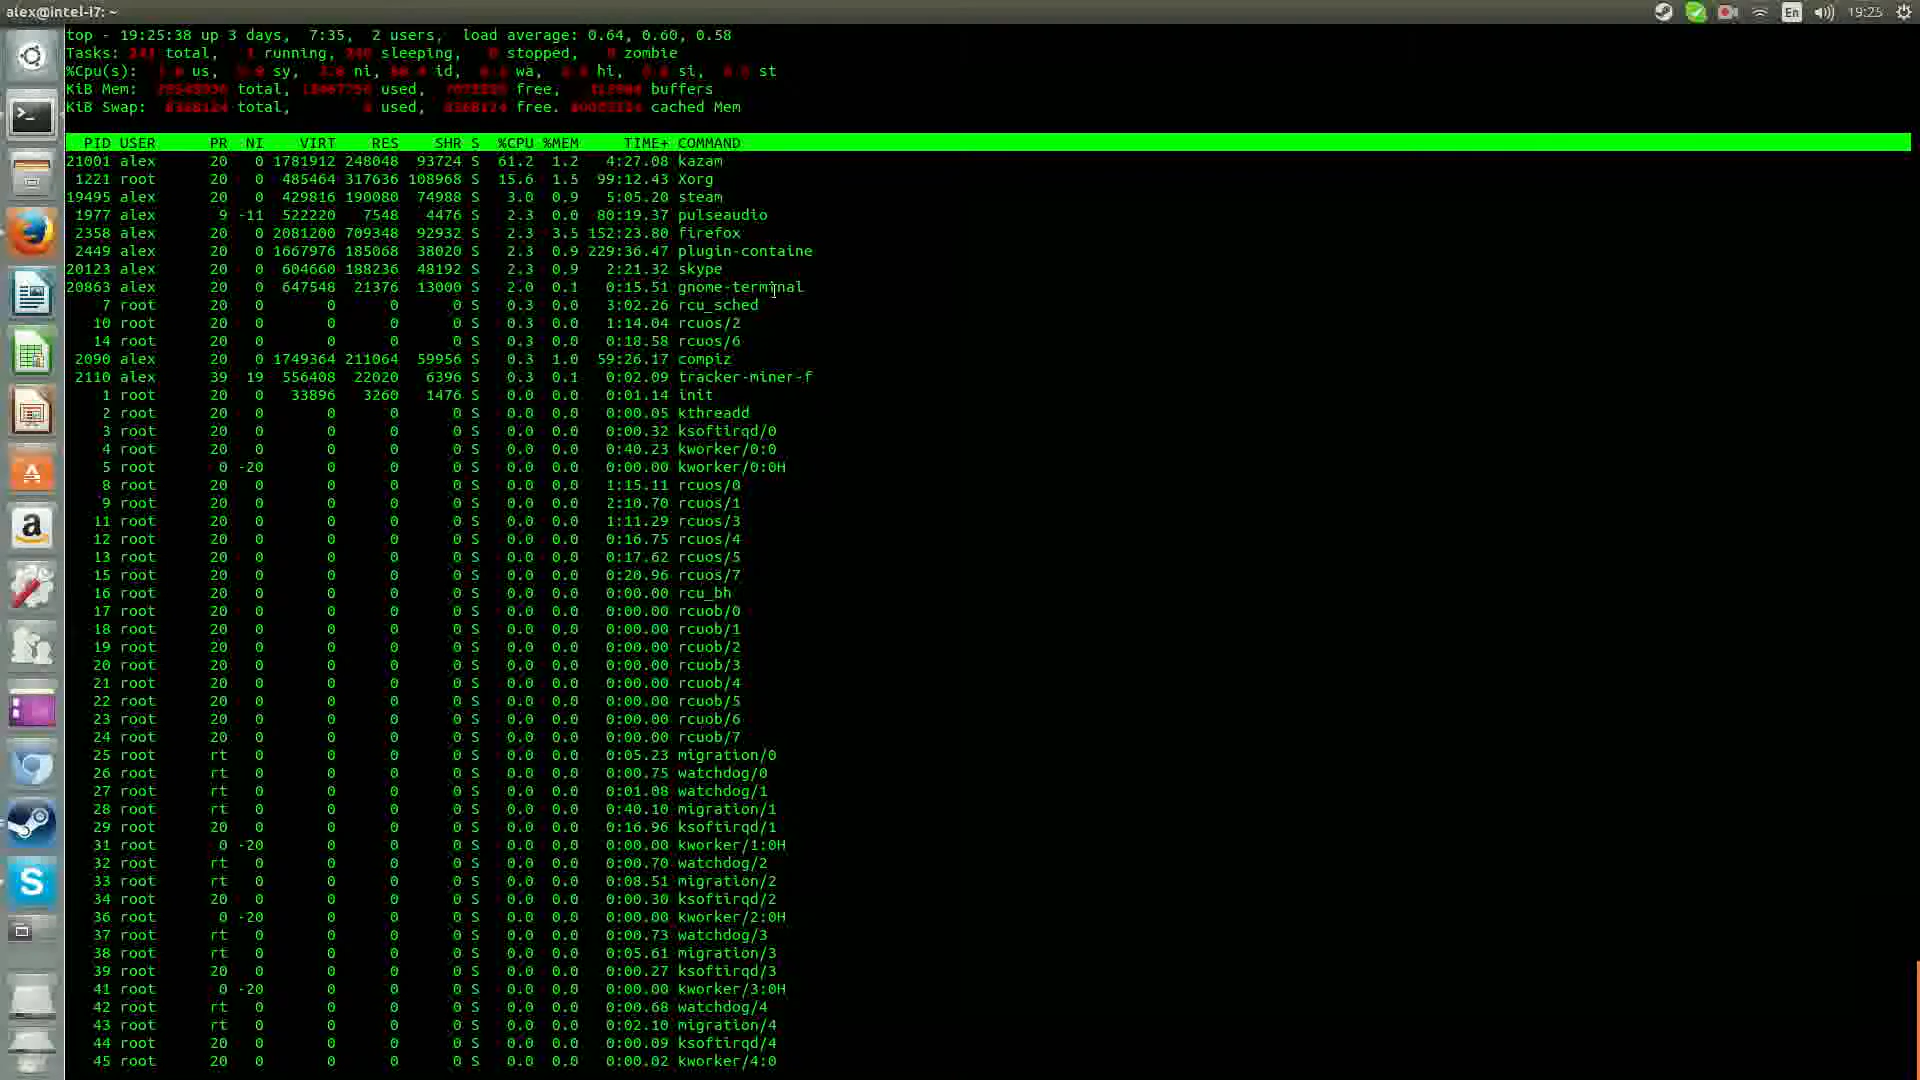 alex@intel-i7: ~
En
19:25
top - 19:25:38 up 3 days, 7:35, 2 users, load average: 0.64, 0.60, 0.58
Tasks: total, 1 running, sleeping, 0 stopped, 0 zombie
%Cpu(s): us, sy, ni, id, wa, hi, si, st
KiB Mem: total, used, free, buffers
KiB Swap: total, 0 used, free. cached Mem
PID USER PR NI VIRT RES SHR S %CPU %MEM TIME+ COMMAND
21001 alex 20 0 1781912 248048 93724 S 61.2 1.2 4:27.08 kazam
1221 root 20 0 485464 317636 108968 S 15.6 1.5 99:12.43 Xorg
19495 alex 20 0 429816 190080 74988 S 3.0 0.9 5:05.20 steam
1977 alex 9 -11 522220 7548 4476 S 2.3 0.0 80:19.37 pulseaudio
2358 alex 20 0 2081200 709348 92932 S 2.3 3.5 152:23.80 firefox
2449 alex 20 0 1667976 185068 38020 S 2.3 0.9 229:36.47 plugin-containe
20123 alex 20 0 604660 188236 48192 S 2.3 0.9 2:21.32 skype
20863 alex 20 0 647548 21376 13000 S 2.0 0.1 0:15.51 gnome-terminal
7 root 20 0 0 0 0 S 0.3 0.0 3:02.26 rcu_sched
10 root 20 0 0 0 0 S 0.3 0.0 1:14.04 rcuos/2
14 root 20 0 0 0 0 S 0.3 0.0 0:18.58 rcuos/6
2090 alex 20 0 1749364 211064 59956 S 0.3 1.0 59:26.17 compiz
2110 alex 39 19 556408 22020 6396 S 0.3 0.1 0:02.09 tracker-miner-f
1 root 20 0 33896 3260 1476 S 0.0 0.0 0:01.14 init
2 root 20 0 0 0 0 S 0.0 0.0 0:00.05 kthreadd
3 root 20 0 0 0 0 S 0.0 0.0 0:00.32 ksoftirqd/0
4 root 20 0 0 0 0 S 0.0 0.0 0:40.23 kworker/0:0
5 root 0 -20 0 0 0 S 0.0 0.0 0:00.00 kworker/0:0H
8 root 20 0 0 0 0 S 0.0 0.0 1:15.11 rcuos/0
9 root 20 0 0 0 0 S 0.0 0.0 2:10.70 rcuos/1
11 root 20 0 0 0 0 S 0.0 0.0 1:11.29 rcuos/3
12 root 20 0 0 0 0 S 0.0 0.0 0:16.75 rcuos/4
13 root 20 0 0 0 0 S 0.0 0.0 0:17.62 rcuos/5
15 root 20 0 0 0 0 S 0.0 0.0 0:20.96 rcuos/7
16 root 20 0 0 0 0 S 0.0 0.0 0:00.00 rcu_bh
17 root 20 0 0 0 0 S 0.0 0.0 0:00.00 rcuob/0
18 root 20 0 0 0 0 S 0.0 0.0 0:00.00 rcuob/1
19 root 20 0 0 0 0 S 0.0 0.0 0:00.00 rcuob/2
20 root 20 0 0 0 0 S 0.0 0.0 0:00.00 rcuob/3
21 root 20 0 0 0 0 S 0.0 0.0 0:00.00 rcuob/4
22 root 20 0 0 0 0 S 0.0 0.0 0:00.00 rcuob/5
23 root 20 0 0 0 0 S 0.0 0.0 0:00.00 rcuob/6
24 root 20 0 0 0 0 S 0.0 0.0 0:00.00 rcuob/7
25 root rt 0 0 0 0 S 0.0 0.0 0:05.23 migration/0
26 root rt 0 0 0 0 S 0.0 0.0 0:00.75 watchdog/0
27 root rt 0 0 0 0 S 0.0 0.0 0:01.08 watchdog/1
28 root rt 0 0 0 0 S 0.0 0.0 0:40.10 migration/1
29 root 20 0 0 0 0 S 0.0 0.0 0:16.96 ksoftirqd/1
31 root 0 -20 0 0 0 S 0.0 0.0 0:00.00 kworker/1:0H
32 root rt 0 0 0 0 S 0.0 0.0 0:00.70 watchdog/2
33 root rt 0 0 0 0 S 0.0 0.0 0:08.51 migration/2
34 root 20 0 0 0 0 S 0.0 0.0 0:00.30 ksoftirqd/2
36 root 0 -20 0 0 0 S 0.0 0.0 0:00.00 kworker/2:0H
37 root rt 0 0 0 0 S 0.0 0.0 0:00.73 watchdog/3
38 root rt 0 0 0 0 S 0.0 0.0 0:05.61 migration/3
39 root 20 0 0 0 0 S 0.0 0.0 0:00.27 ksoftirqd/3
41 root 0 -20 0 0 0 S 0.0 0.0 0:00.00 kworker/3:0H
42 root rt 0 0 0 0 S 0.0 0.0 0:00.68 watchdog/4
43 root rt 0 0 0 0 S 0.0 0.0 0:02.10 migration/4
44 root 20 0 0 0 0 S 0.0 0.0 0:00.09 ksoftirqd/4
45 root 20 0 0 0 0 S 0.0 0.0 0:00.02 kworker/4:0